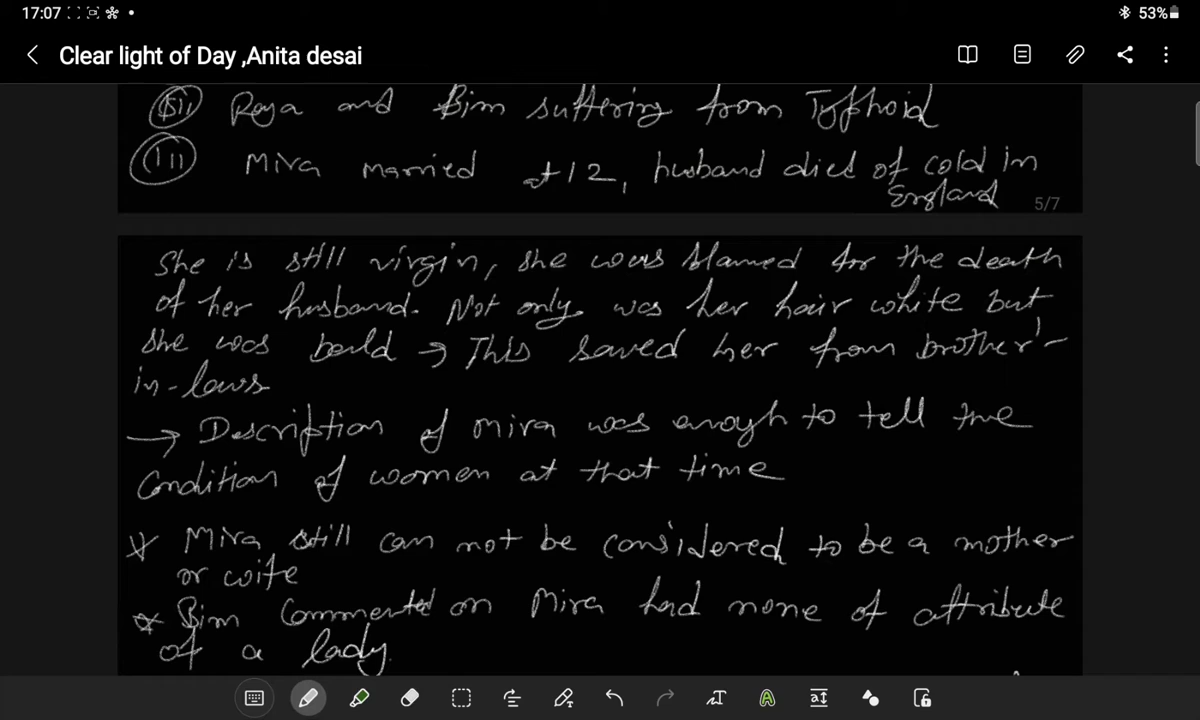 17:07
53%
Clear light of Day ,Anita desai
Roya and Bim suffering from Tyfhoid
(iii) Mira married at 12, husband died of cold in
England
5/7
She is still virgin, she was blamed for the death
of her husband. Not only was her hair white but
She was bald → This saved her from brother-
in-laws
→ Description of Mira was enough to tell the
Condition of women at that time
* Mira still can not be considered to be a mother
or wife
* Bim Commented on Mira had none of attribute
of a lady.